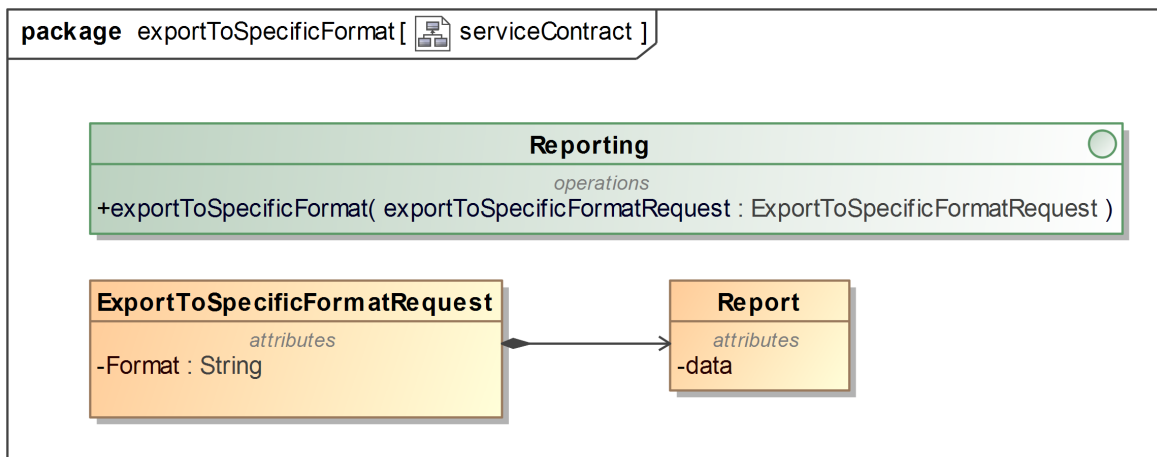 package exportToSpecificFormat[ serviceContract ]
Reporting
operations
+exportToSpecificFormat( exportToSpecificFormatRequest : ExportToSpecificFormatRequest )
ExportToSpecificFormatRequest
attributes
-Format : String
Report
attributes
-data